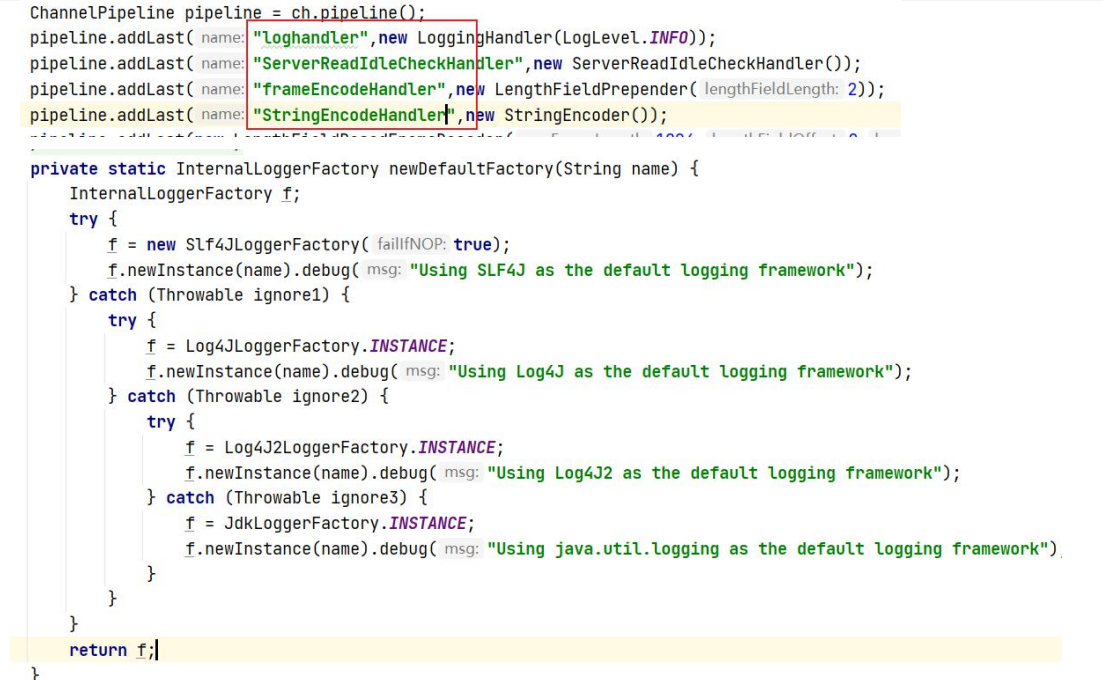 ChannelPipeline pipeline = ch.pipeline();
pipeline.addLast( name: "loghandler",new LoggingHandler(LogLevel.INFO));
pipeline.addLast( name: "ServerReadIdleCheckHandler",new ServerReadIdleCheckHandler());
pipeline.addLast( name: "frameEncodeHandler",new LengthFieldPrepender( lengthFieldLength: 2));
pipeline.addLast( name: "StringEncodeHandler",new StringEncoder());
private static InternalLoggerFactory newDefaultFactory(String name) {
InternalLoggerFactory f;
try {
f = new Slf4JLoggerFactory( failIfNOP: true);
f.newInstance(name).debug( msg: "Using SLF4J as the default logging framework");
} catch (Throwable ignore1) {
try {
f = Log4JLoggerFactory.INSTANCE;
f.newInstance(name).debug( msg: "Using Log4J as the default logging framework");
} catch (Throwable ignore2) {
try {
f = Log4J2LoggerFactory.INSTANCE;
f.newInstance(name).debug( msg: "Using Log4J2 as the default logging framework");
} catch (Throwable ignore3) {
f = JdkLoggerFactory.INSTANCE;
f.newInstance(name).debug( msg: "Using java.util.logging as the default logging framework")
}
}
}
return f;
}